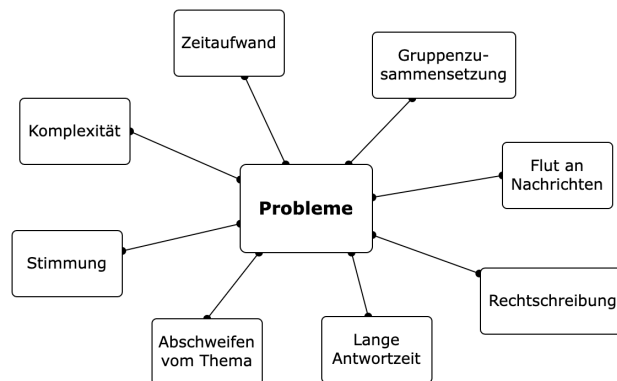 Zeitaufwand
Gruppenzu-
sammensetzung
Komplexität
Flut an
Nachrichten
Probleme
Stimmung
Rechtschreibung
Abschweifen
vom Thema
Lange
Antwortzeit